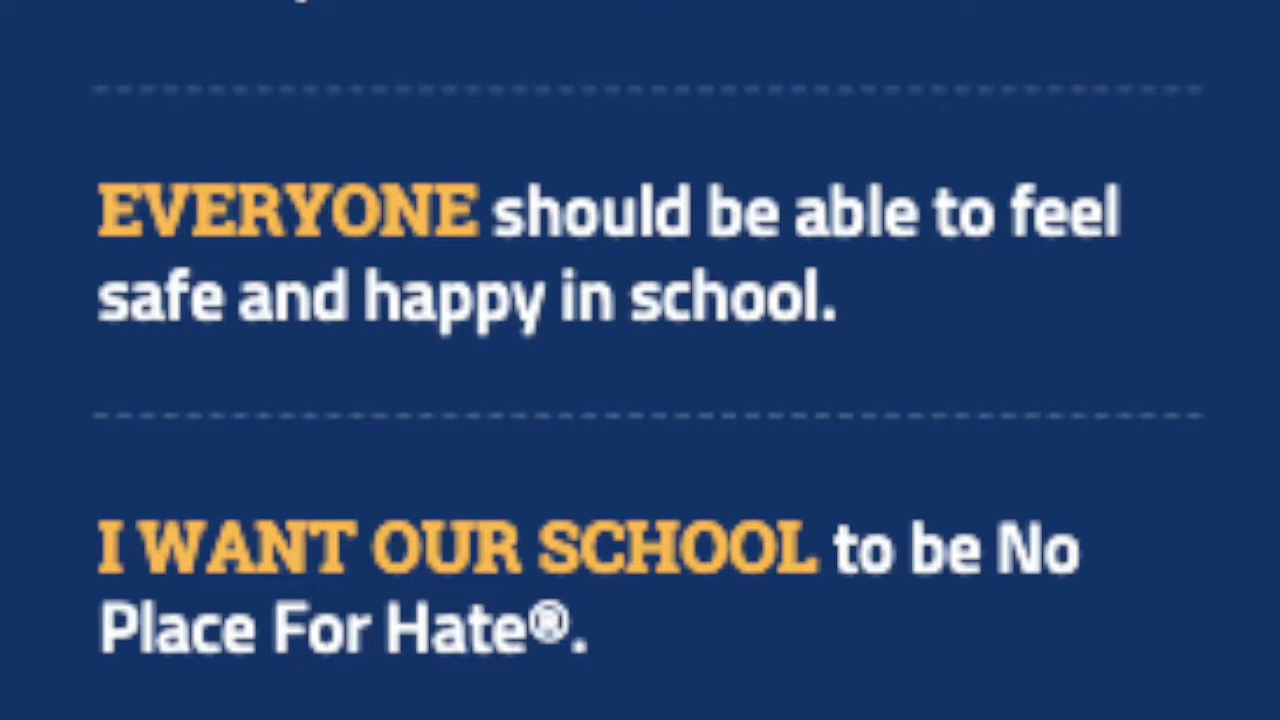 EVERYONE should be able to feel
safe and happy in school.
I WANT OUR SCHOOL to be No
Place For Hate®.